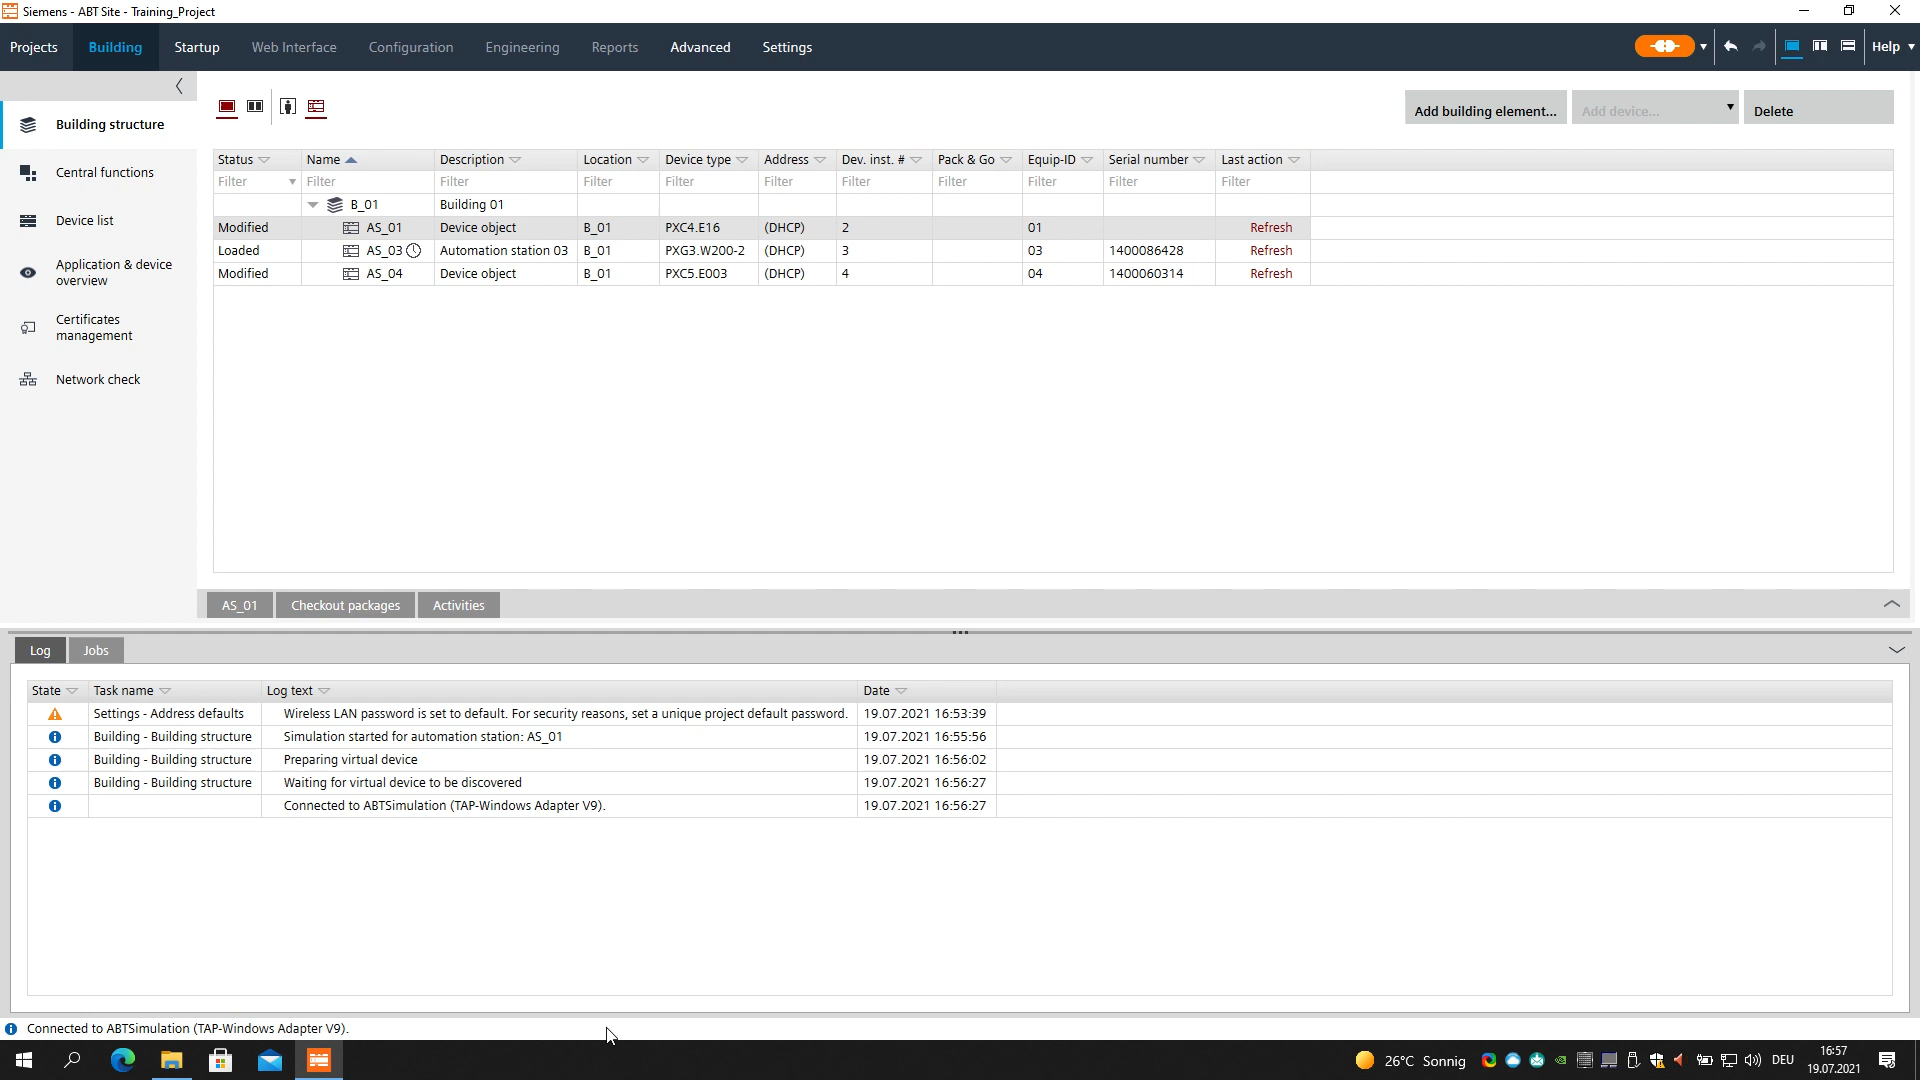 Siemens - ABT Site - Training_Project
Projects Building Startup Web Interface Configuration Engineering Reports Advanced Settings Help
Building structure
Central functions
Device list
Application & device
overview
Certificates
management
Network check
Add building element... Add device... Delete
Status Name Description Location Device type Address Dev. inst. # Pack & Go Equip-ID Serial number Last action
Filter Filter Filter Filter Filter Filter Filter Filter Filter Filter Filter
B_01 Building 01
Modified AS_01 Device object B_01 PXC4.E16 (DHCP) 2 01 Refresh
Loaded AS_03 Automation station 03 B_01 PXG3.W200-2 (DHCP) 3 03 1400086428 Refresh
Modified AS_04 Device object B_01 PXC5.E003 (DHCP) 4 04 1400060314 Refresh
AS_01 Checkout packages Activities
Log Jobs
State Task name Log text Date
Settings - Address defaults Wireless LAN password is set to default. For security reasons, set a unique project default password. 19.07.2021 16:53:39
Building - Building structure Simulation started for automation station: AS_01 19.07.2021 16:55:56
Building - Building structure Preparing virtual device 19.07.2021 16:56:02
Building - Building structure Waiting for virtual device to be discovered 19.07.2021 16:56:27
Connected to ABTSimulation (TAP-Windows Adapter V9). 19.07.2021 16:56:27
Connected to ABTSimulation (TAP-Windows Adapter V9).
26°C Sonnig DEU 16:57
19.07.2021